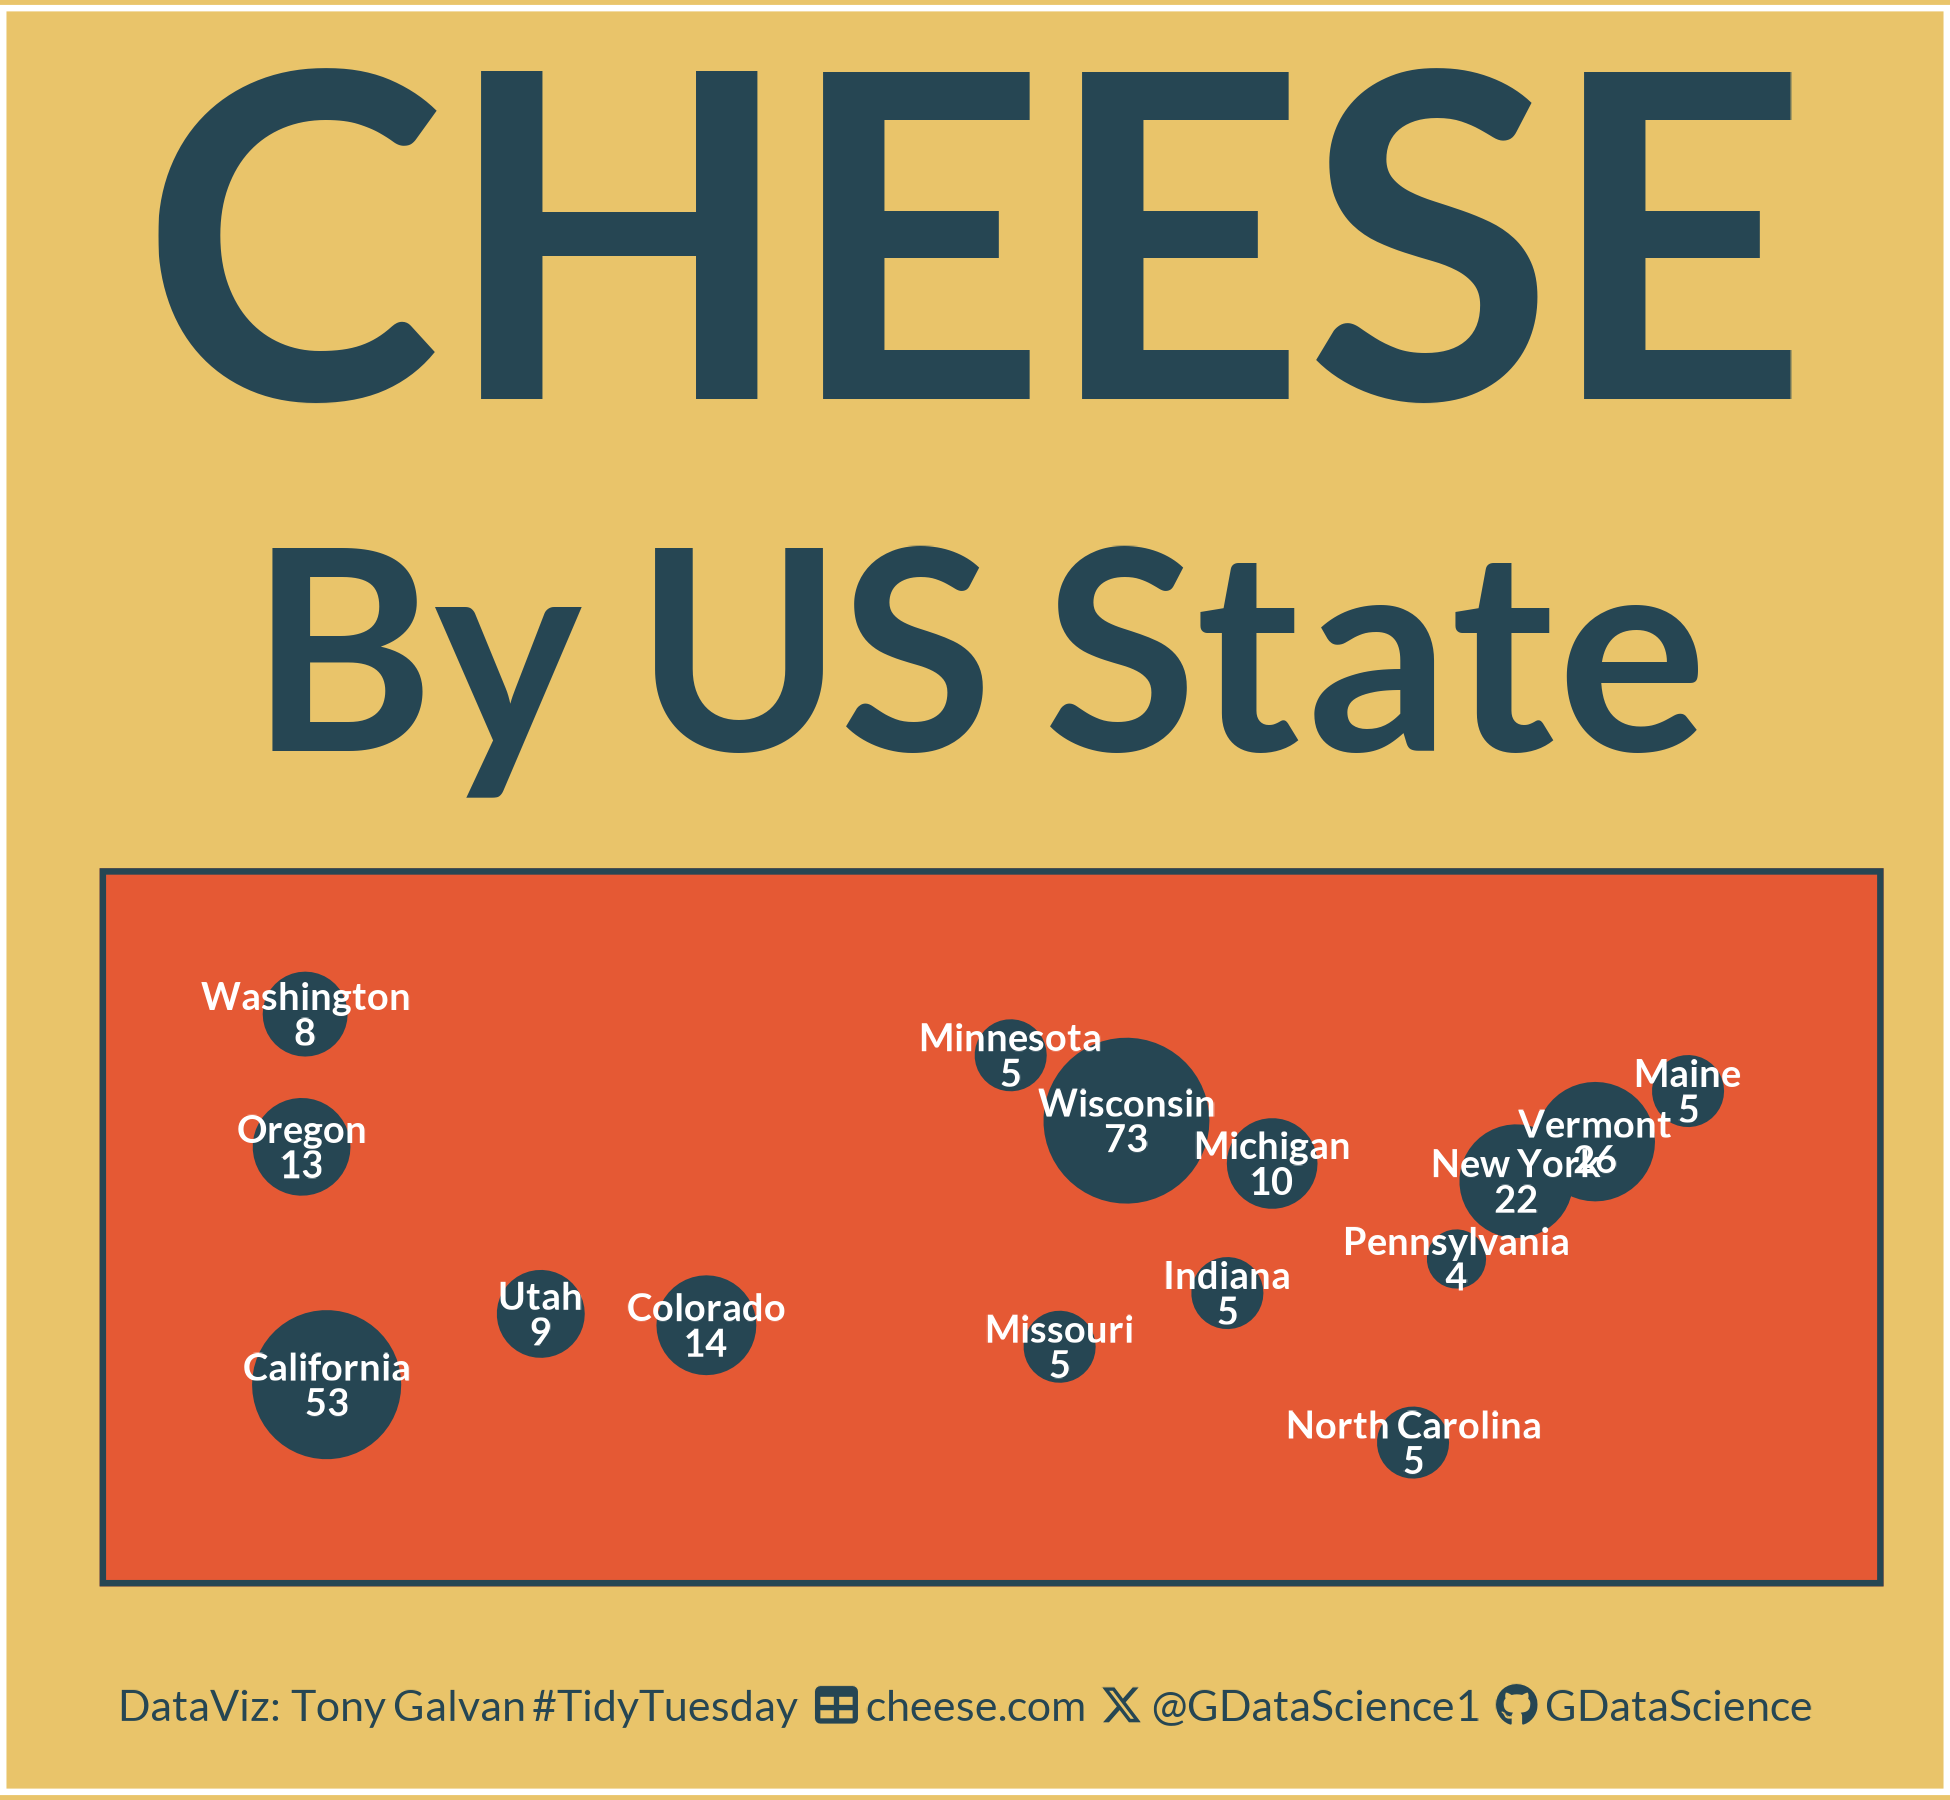 CHEESE
By US State
Washington
8
Oregon
13
California
53
Utah
9
Colorado
14
Minnesota
5
Wisconsin
73
Michigan
10
Indiana
5
Missouri
5
Maine
5
Vermont
26
New York
22
Pennsylvania
4
North Carolina
5
DataViz: Tony Galvan #TidyTuesday cheese.com @GDataScience1 GDataScience